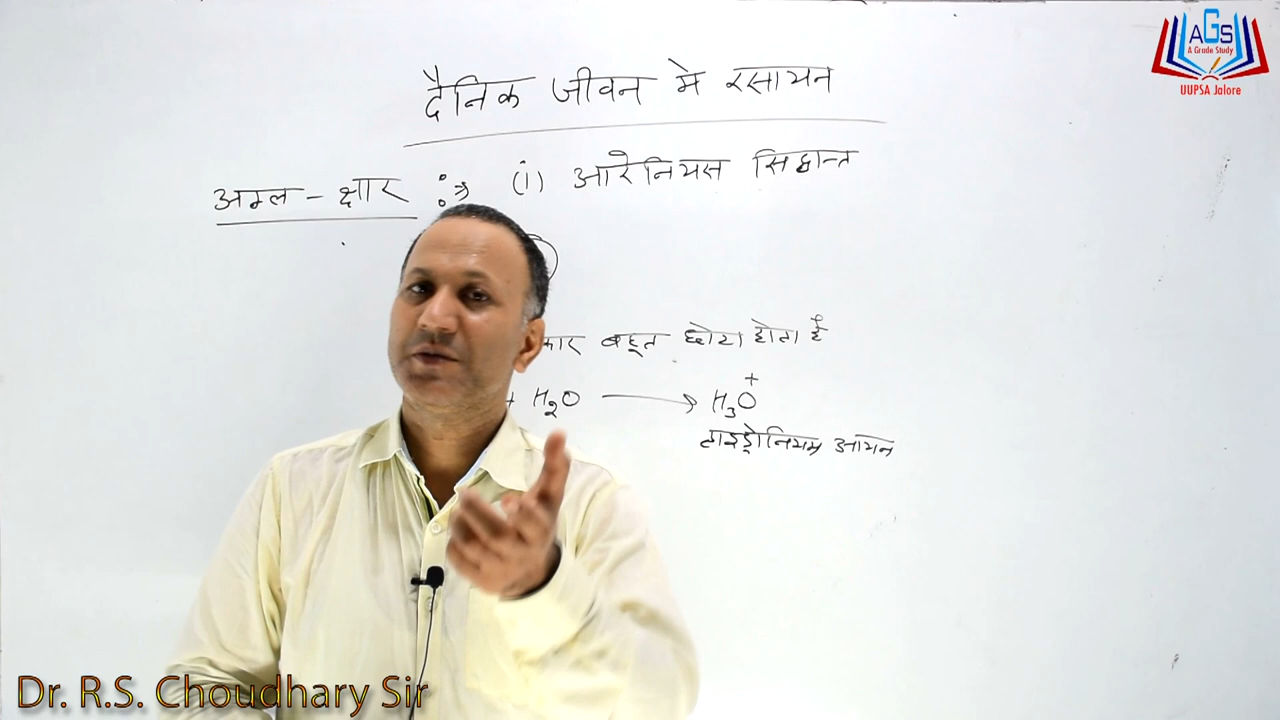 AGS
A Grade Study
UUPSA Jalore
दैनिक जीवन मे रसायन
अम्ल - क्षार :⇒ (i) आरेनियस सिद्धान्त
कार बहूत छोटा होता है
+ H₂O ⟶ H₃O⁺
हाइड्रोनियम आयन
Dr. R.S. Choudhary Sir